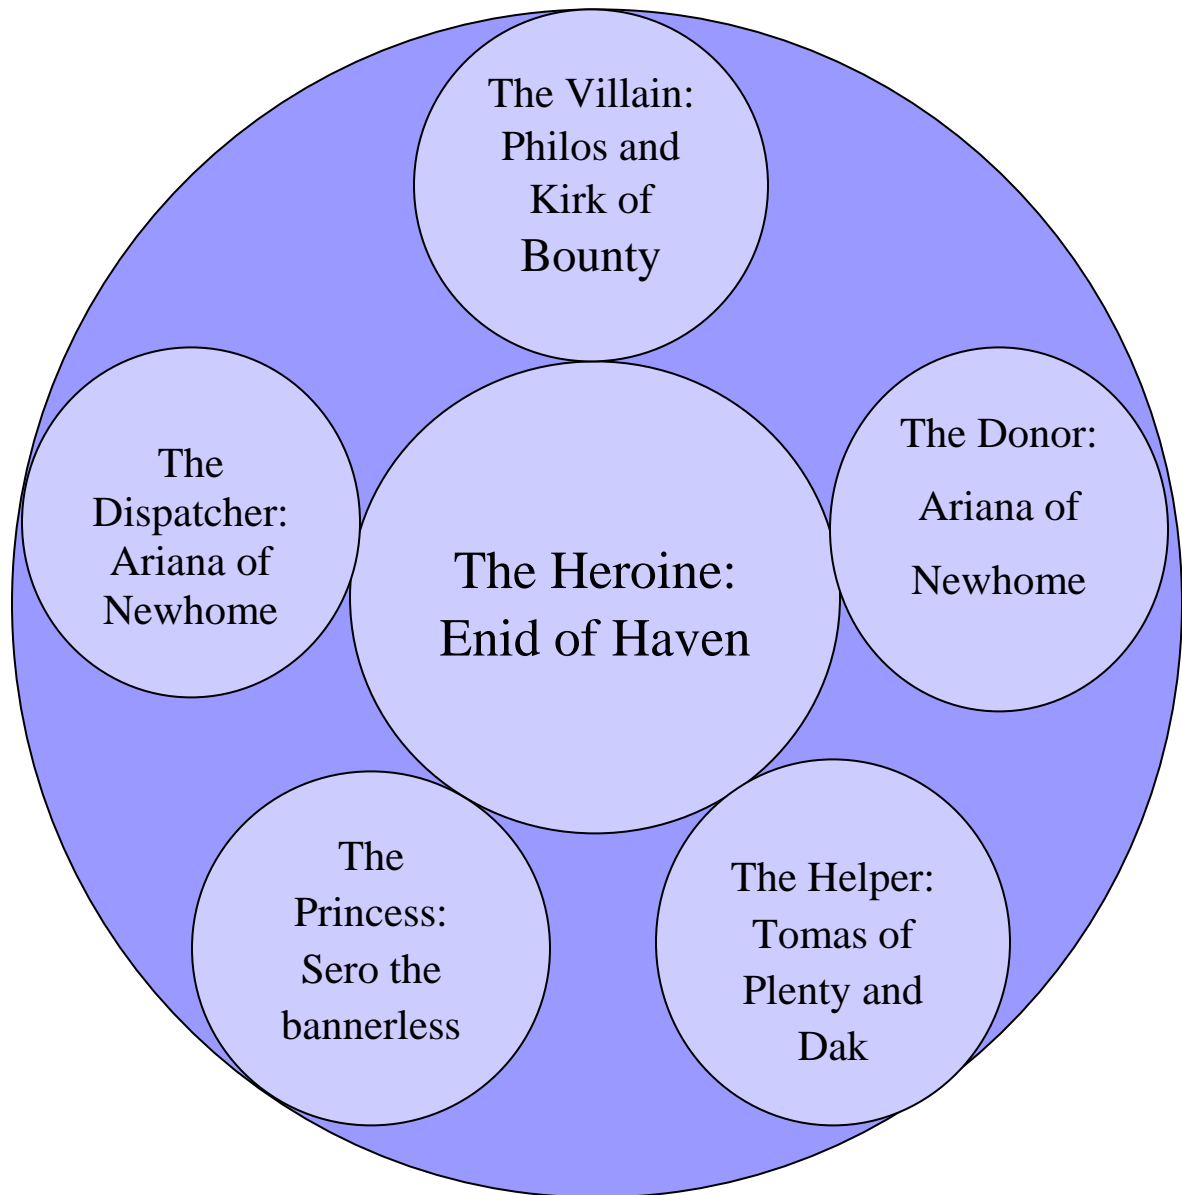 The Villain:
Philos and
Kirk of
Bounty
The
Dispatcher:
Ariana of
Newhome
The Donor:
Ariana of
Newhome
The Heroine:
Enid of Haven
The
Princess:
Sero the
bannerless
The Helper:
Tomas of
Plenty and
Dak